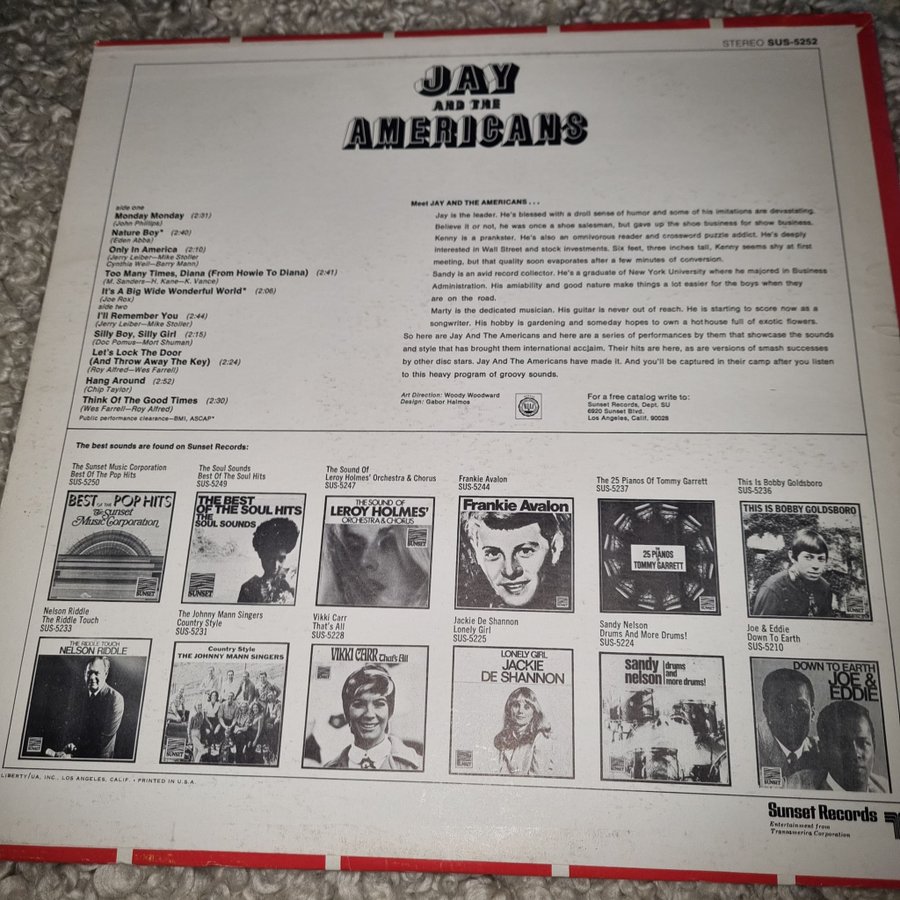 STEREO SUS-5252
JAY
AND THE
AMERICANS
side one
Monday Monday (2:31)
(John Phillips)
Nature Boy* (2:40)
(Eden Abba)
Only In America (2:10)
(Jerry Leiber—Mike Stoller
Cynthia Weil—Barry Mann)
Too Many Times, Diana (From Howie To Diana) (2:41)
(M. Sanders—H. Kane—K. Vance)
It's A Big Wide Wonderful World* (2:06)
(Joe Rox)
side two
I'll Remember You (2:44)
(Jerry Leiber—Mike Stoller)
Silly Boy, Silly Girl (2:15)
(Doc Pomus—Mort Shuman)
Let's Lock The Door
(And Throw Away The Key) (2:24)
(Roy Alfred—Wes Farrell)
Hang Around (2:52)
(Chip Taylor)
Think Of The Good Times (2:30)
(Wes Farrell—Roy Alfred)
Public performance clearance—BMI, ASCAP*
Meet JAY AND THE AMERICANS . . .
Jay is the leader. He's blessed with a droll sense of humor and some of his imitations are devastating.
Believe it or not, he was once a shoe salesman, but gave up the shoe business for show business.
Kenny is a prankster. He's also an omnivorous reader and crossword puzzle addict. He's deeply
interested in Wall Street and stock investments. Six feet, three inches tall, Kenny seems shy at first
meeting, but that quality soon evaporates after a few minutes of conversion.
Sandy is an avid record collector. He's a graduate of New York University where he majored in Business
Administration. His amiability and good nature make things a lot easier for the boys when they
are on the road.
Marty is the dedicated musician. His guitar is never out of reach. He is starting to score now as a
songwriter. His hobby is gardening and someday hopes to own a hothouse full of exotic flowers.
So here are Jay And The Americans and here are a series of performances by them that showcase the sounds
and style that has brought them international acclaim. Their hits are here, as are versions of smash successes
by other disc stars. Jay And The Americans have made it. And you'll be captured in their camp after you listen
to this heavy program of groovy sounds.
Art Direction: Woody Woodward
Design: Gabor Halmos
For a free catalog write to:
Sunset Records, Dept. SU
6920 Sunset Blvd.
Los Angeles, Calif. 90028
The best sounds are found on Sunset Records:
The Sunset Music Corporation
Best Of The Pop Hits
SUS-5250
The Soul Sounds
Best Of The Soul Hits
SUS-5249
The Sound Of
Leroy Holmes' Orchestra & Chorus
SUS-5247
Frankie Avalon
SUS-5244
The 25 Pianos Of Tommy Garrett
SUS-5237
This Is Bobby Goldsboro
SUS-5236
BEST OF THE POP HITS
The Sunset
Music Corporation
SUNSET
THE BEST
OF THE SOUL HITS
THE
SOUL SOUNDS
SUNSET
THE SOUND OF
LEROY HOLMES'
ORCHESTRA & CHORUS
SUNSET
Frankie Avalon
SUNSET
25 PIANOS
OF
TOMMY GARRETT
THIS IS BOBBY GOLDSBORO
SUNSET
Nelson Riddle
The Riddle Touch
SUS-5233
The Johnny Mann Singers
Country Style
SUS-5231
Vikki Carr
That's All
SUS-5228
Jackie De Shannon
Lonely Girl
SUS-5225
Sandy Nelson
Drums And More Drums!
SUS-5224
Joe & Eddie
Down To Earth
SUS-5210
THE RIDDLE TOUCH
NELSON RIDDLE
Country Style
THE JOHNNY MANN SINGERS
VIKKI CARR That's All
LONELY GIRL
JACKIE
DE SHANNON
sandy
nelson
drums
and
more drums!
DOWN TO EARTH
JOE &
EDDIE
LIBERTY/UA, INC., LOS ANGELES, CALIF. • PRINTED IN U.S.A.
Sunset Records
Entertainment from
Transamerica Corporation